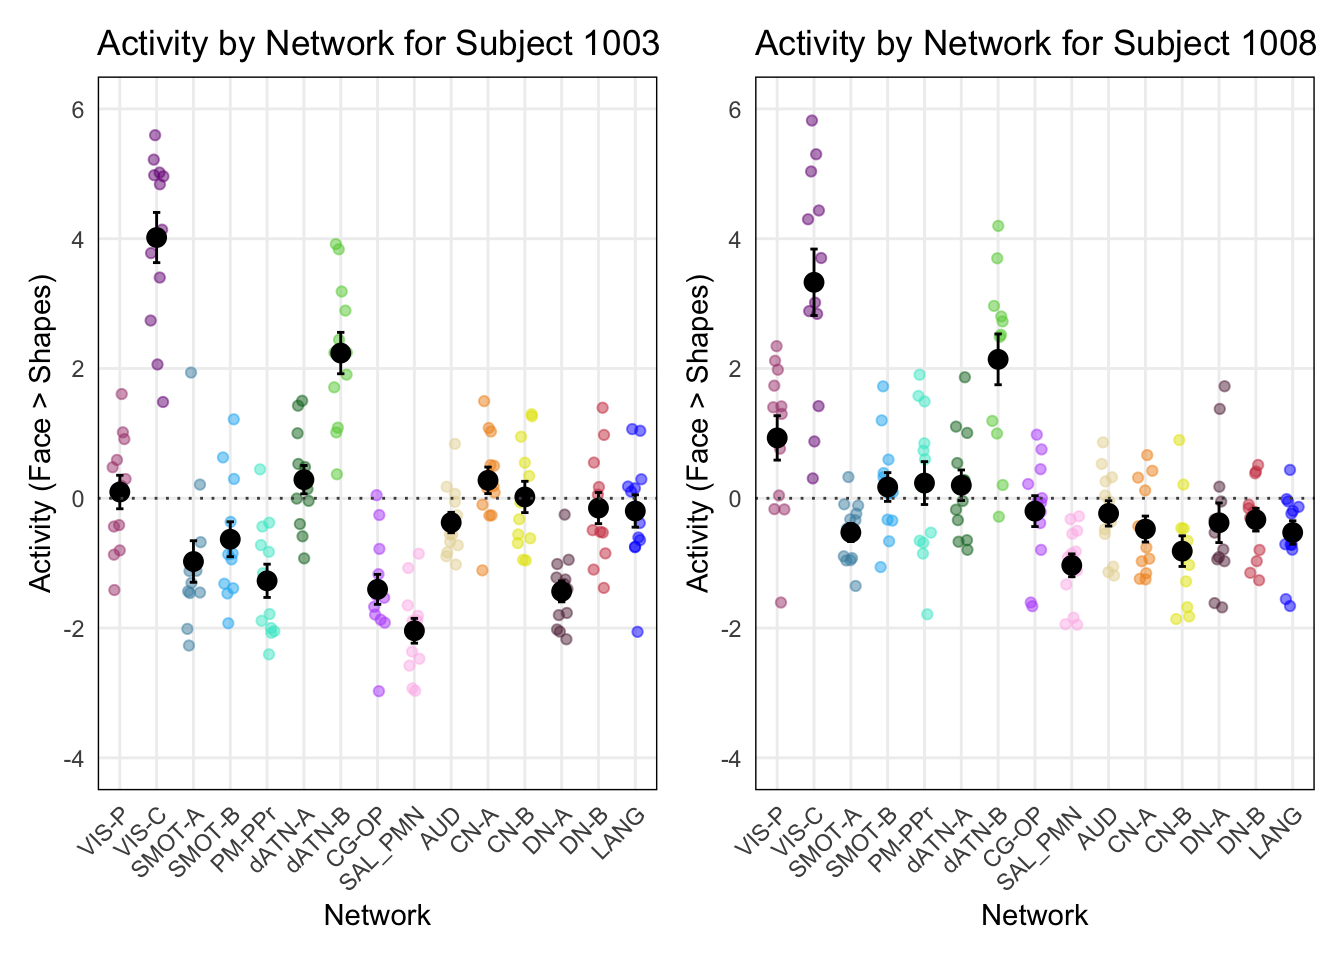 Activity by Network for Subject 1003
Activity (Face > Shapes)
6
4
2
0
-2
-4
VIS-P
VIS-C
SMOT-A
SMOT-B
PM-PPr
dATN-A
dATN-B
CG-OP
SAL_PMN
AUD
CN-A
CN-B
DN-A
DN-B
LANG
Network
Activity by Network for Subject 1008
Activity (Face > Shapes)
6
4
2
0
-2
-4
VIS-P
VIS-C
SMOT-A
SMOT-B
PM-PPr
dATN-A
dATN-B
CG-OP
SAL_PMN
AUD
CN-A
CN-B
DN-A
DN-B
LANG
Network